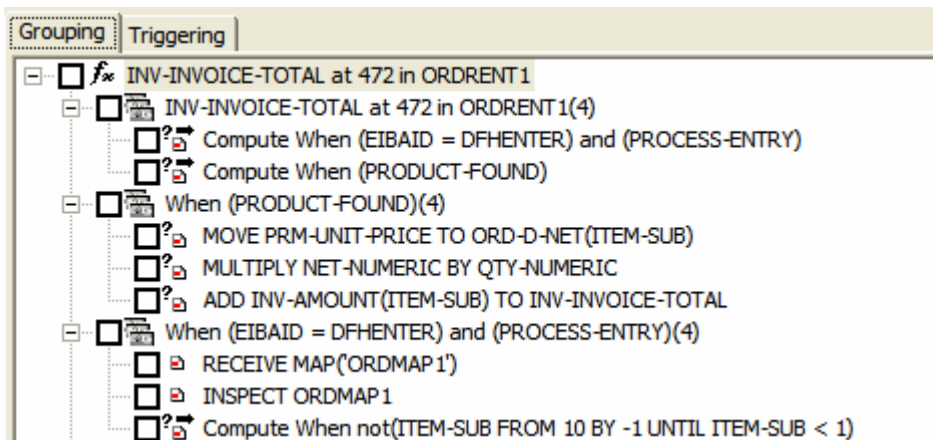 Grouping Triggering
fx INV-INVOICE-TOTAL at 472 in ORDRENT1
INV-INVOICE-TOTAL at 472 in ORDRENT1(4)
? Compute When (EIBAID = DFHENTER) and (PROCESS-ENTRY)
? Compute When (PRODUCT-FOUND)
When (PRODUCT-FOUND)(4)
? MOVE PRM-UNIT-PRICE TO ORD-D-NET(ITEM-SUB)
? MULTIPLY NET-NUMERIC BY QTY-NUMERIC
? ADD INV-AMOUNT(ITEM-SUB) TO INV-INVOICE-TOTAL
When (EIBAID = DFHENTER) and (PROCESS-ENTRY)(4)
RECEIVE MAP('ORDMAP1')
INSPECT ORDMAP1
? Compute When not(ITEM-SUB FROM 10 BY -1 UNTIL ITEM-SUB < 1)